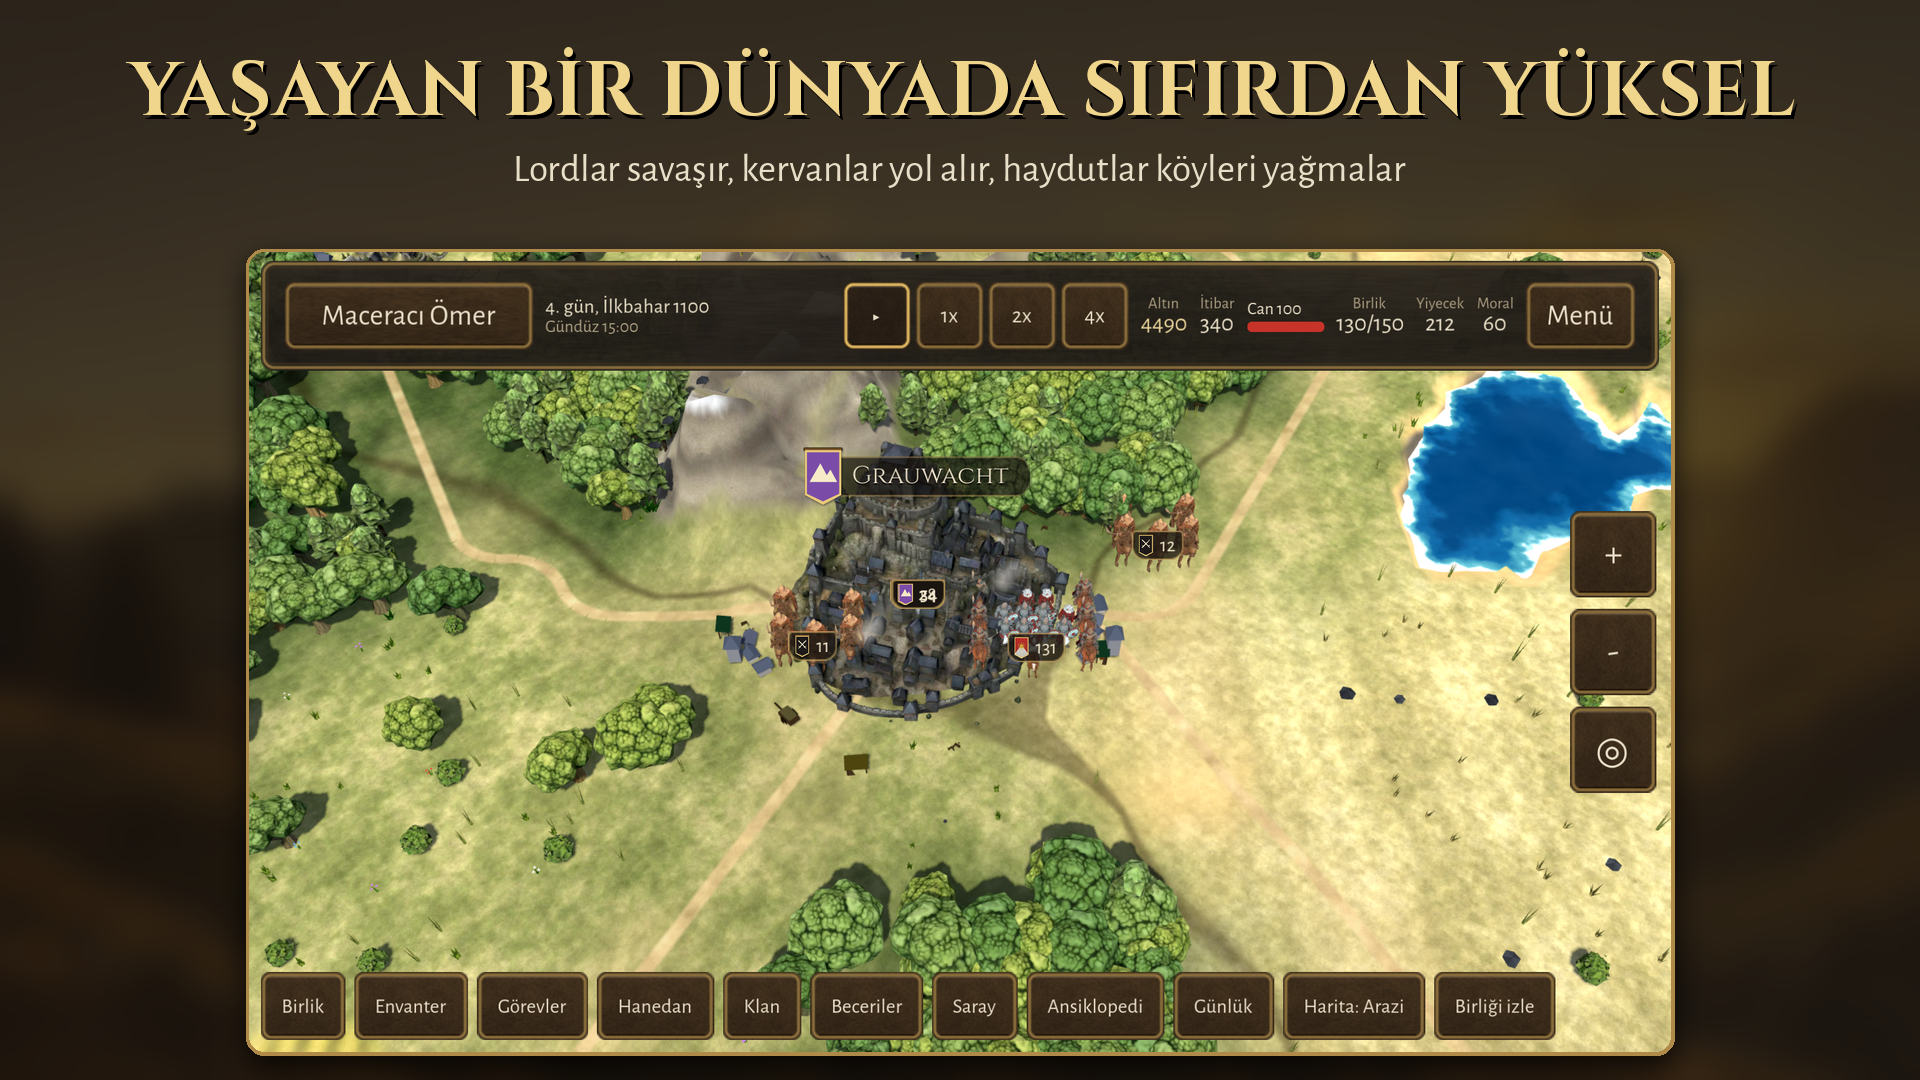 YAŞAYAN BİR DÜNYADA SIFIRDAN YÜKSEL
Lordlar savaşır, kervanlar yol alır, haydutlar köyleri yağmalar
Maceracı Ömer
4. gün, İlkbahar 1100
Gündüz 15:00
1x
2x
4x
Altın
4490
İtibar
340
Can 100
Birlik
130/150
Yiyecek
212
Moral
60
Menü
GRAUWACHT
12
11
131
+
-
Birlik
Envanter
Görevler
Hanedan
Klan
Beceriler
Saray
Ansiklopedi
Günlük
Harita: Arazi
Birliği izle